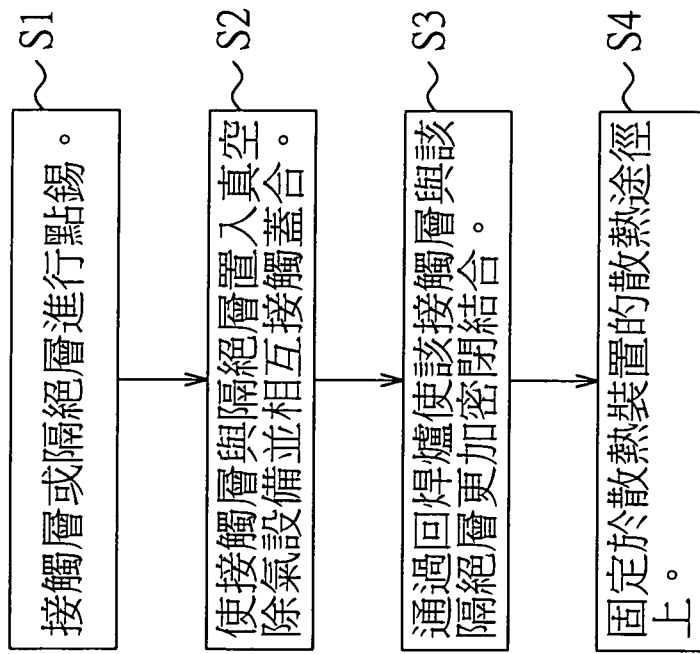 接觸層或隔絕層進行點錫。
S1
使接觸層與隔絕層置入真空
除氣設備並相互接觸蓋合。
S2
通過回焊爐使該接觸層與該
隔絕層更加密閉結合。
S3
固定於散熱裝置的散熱途徑
上。
S4